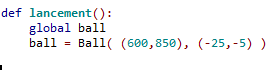 def lancement():
    global ball
    ball = Ball( (600,850), (-25,-5) )